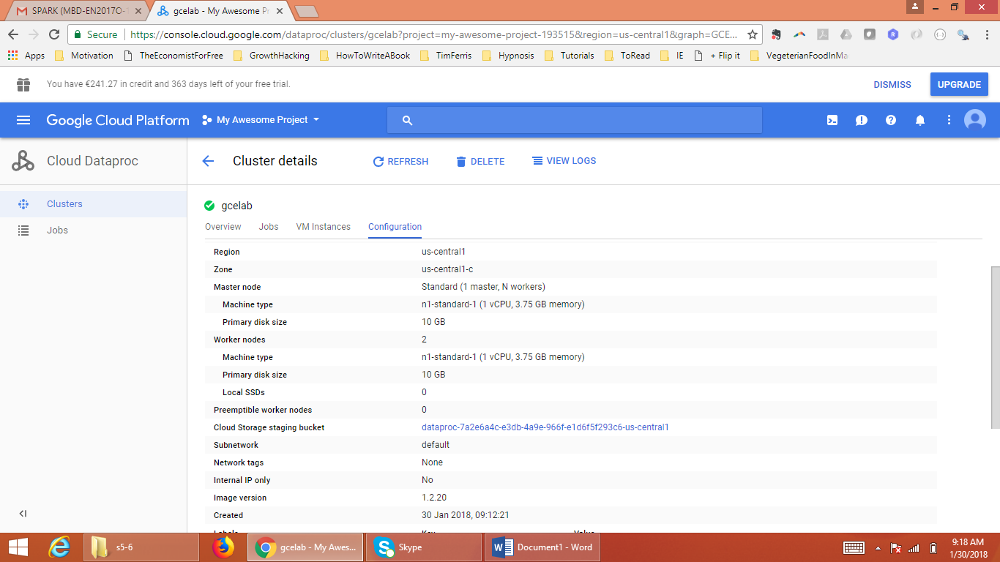 SPARK (MBD-EN2017O-
gcelab - My Awesome Pr
Secure https://console.cloud.google.com/dataproc/clusters/gcelab?project=my-awesome-project-193515&region=us-central1&graph=GCE...
Apps Motivation TheEconomistForFree GrowthHacking HowToWriteABook TimFerris Hypnosis Tutorials ToRead IE + Flip it VegeterianFoodInMa
You have €241.27 in credit and 363 days left of your free trial. DISMISS UPGRADE
Google Cloud Platform My Awesome Project
Cloud Dataproc Cluster details REFRESH DELETE VIEW LOGS
Clusters
Jobs
gcelab
Overview Jobs VM Instances Configuration
Region us-central1
Zone us-central1-c
Master node Standard (1 master, N workers)
Machine type n1-standard-1 (1 vCPU, 3.75 GB memory)
Primary disk size 10 GB
Worker nodes 2
Machine type n1-standard-1 (1 vCPU, 3.75 GB memory)
Primary disk size 10 GB
Local SSDs 0
Preemptible worker nodes 0
Cloud Storage staging bucket dataproc-7a2e6a4c-e3db-4a9e-966f-e1d6f5f293c6-us-central1
Subnetwork default
Network tags None
Internal IP only No
Image version 1.2.20
Created 30 Jan 2018, 09:12:21
Labels Key Value
s5-6 gcelab - My Awes... Skype Document1 - Word
9:18 AM
1/30/2018